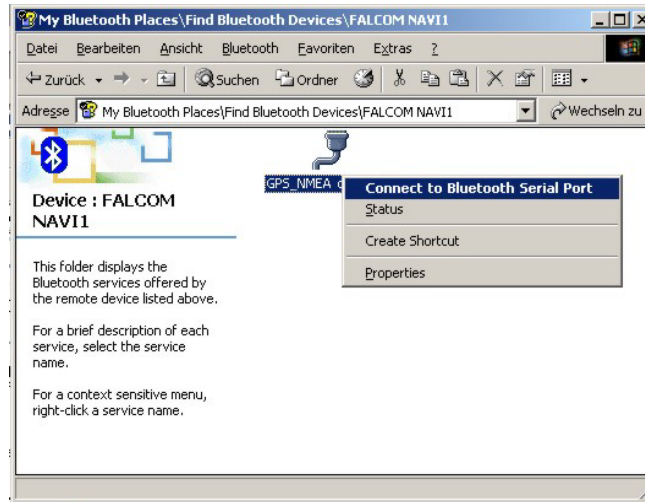 My Bluetooth Places\Find Bluetooth Devices\FALCOM NAVI1
Datei Bearbeiten Ansicht Bluetooth Favoriten Extras ?
Zurück Suchen Ordner
Adresse My Bluetooth Places\Find Bluetooth Devices\FALCOM NAVI1 Wechseln zu
Device : FALCOM
NAVI1
This folder displays the
Bluetooth services offered by
the remote device listed above.
For a brief description of each
service, select the service
name.
For a context sensitive menu,
right-click a service name.
GPS_NMEA
Connect to Bluetooth Serial Port
Status
Create Shortcut
Properties